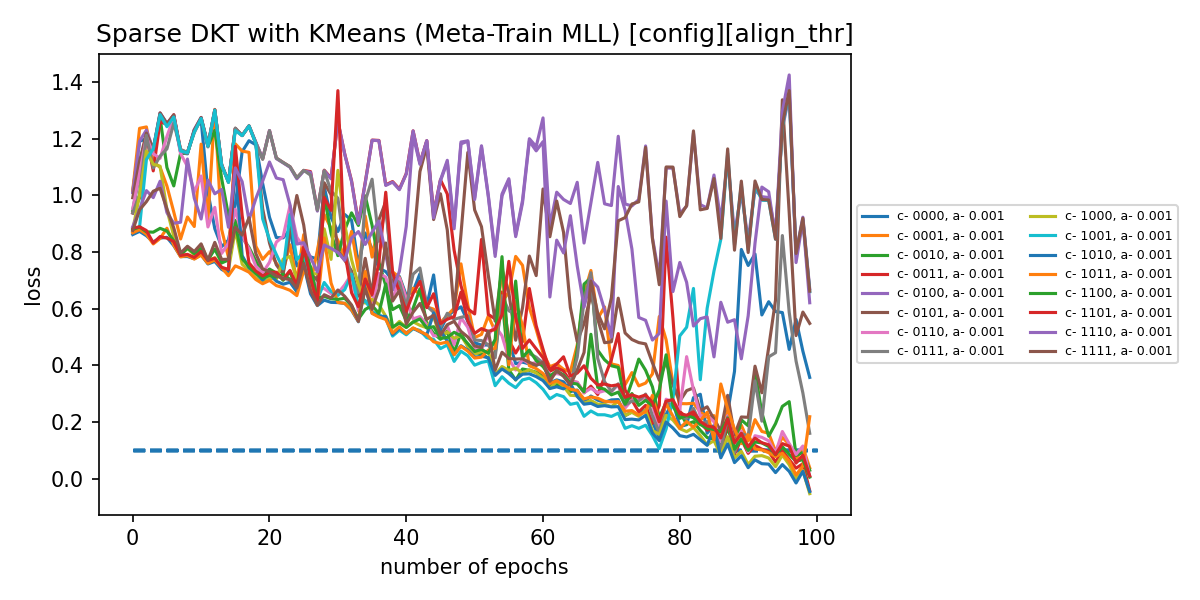 Sparse DKT with KMeans (Meta-Train MLL) [config][align_thr]
loss
1.4
1.2
1.0
0.8
0.6
0.4
0.2
0.0
0 20 40 60 80 100
number of epochs
c- 0000, a- 0.001
c- 0001, a- 0.001
c- 0010, a- 0.001
c- 0011, a- 0.001
c- 0100, a- 0.001
c- 0101, a- 0.001
c- 0110, a- 0.001
c- 0111, a- 0.001
c- 1000, a- 0.001
c- 1001, a- 0.001
c- 1010, a- 0.001
c- 1011, a- 0.001
c- 1100, a- 0.001
c- 1101, a- 0.001
c- 1110, a- 0.001
c- 1111, a- 0.001